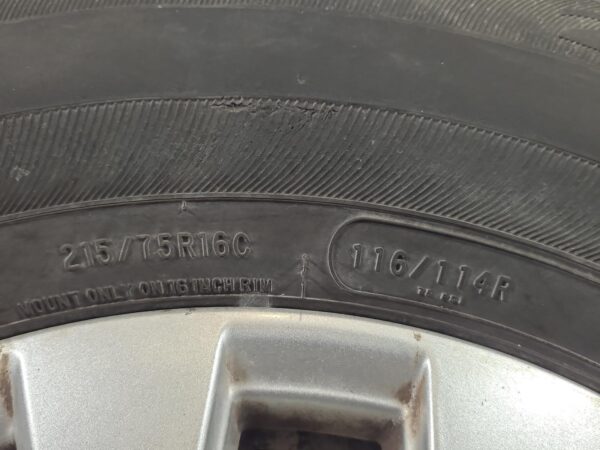 215/75R16C
116/114R
MOUNT ONLY ON 16 INCH RIM